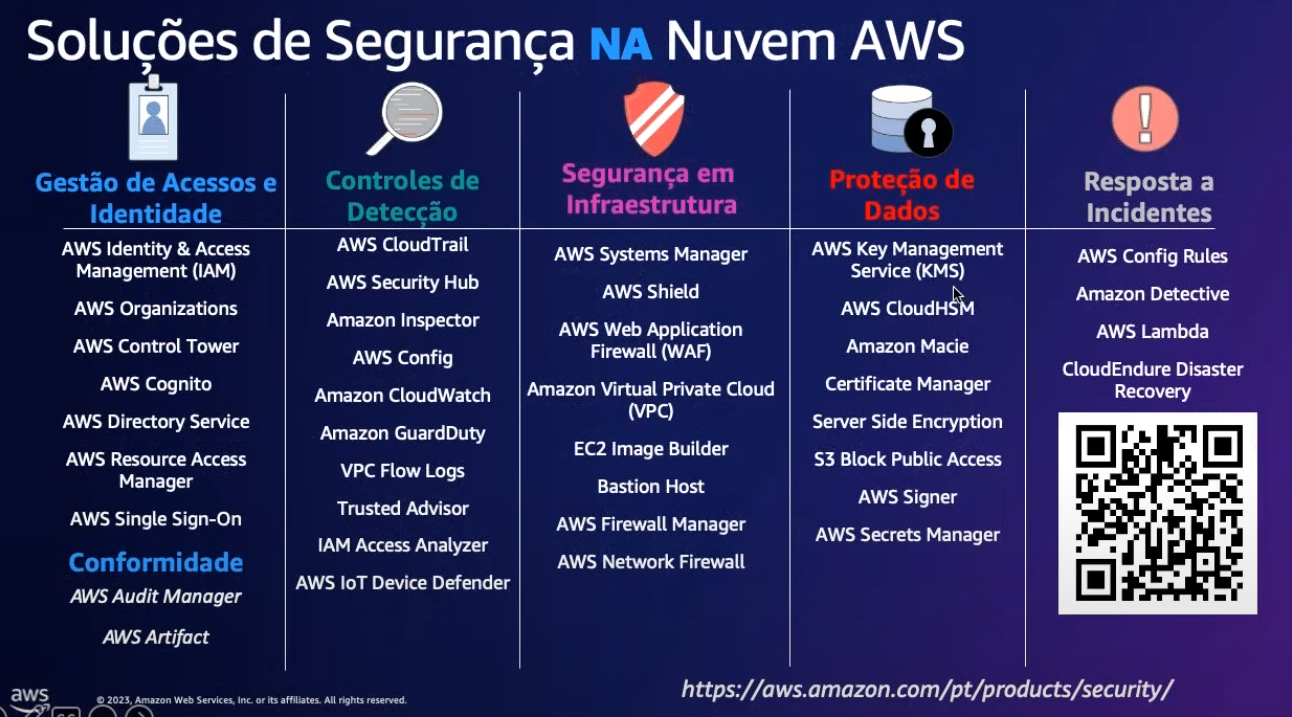 Soluções de Segurança NA Nuvem AWS
Gestão de Acessos e
Identidade
AWS Identity & Access
Management (IAM)
AWS Organizations
AWS Control Tower
AWS Cognito
AWS Directory Service
AWS Resource Access
Manager
AWS Single Sign-On
Conformidade
AWS Audit Manager
AWS Artifact
Controles de
Detecção
AWS CloudTrail
AWS Security Hub
Amazon Inspector
AWS Config
Amazon CloudWatch
Amazon GuardDuty
VPC Flow Logs
Trusted Advisor
IAM Access Analyzer
AWS IoT Device Defender
Segurança em
Infraestrutura
AWS Systems Manager
AWS Shield
AWS Web Application
Firewall (WAF)
Amazon Virtual Private Cloud
(VPC)
EC2 Image Builder
Bastion Host
AWS Firewall Manager
AWS Network Firewall
Proteção de
Dados
AWS Key Management
Service (KMS)
AWS CloudHSM
Amazon Macie
Certificate Manager
Server Side Encryption
S3 Block Public Access
AWS Signer
AWS Secrets Manager
Resposta a
Incidentes
AWS Config Rules
Amazon Detective
AWS Lambda
CloudEndure Disaster
Recovery
https://aws.amazon.com/pt/products/security/
aws
© 2023, Amazon Web Services, Inc. or its affiliates. All rights reserved.